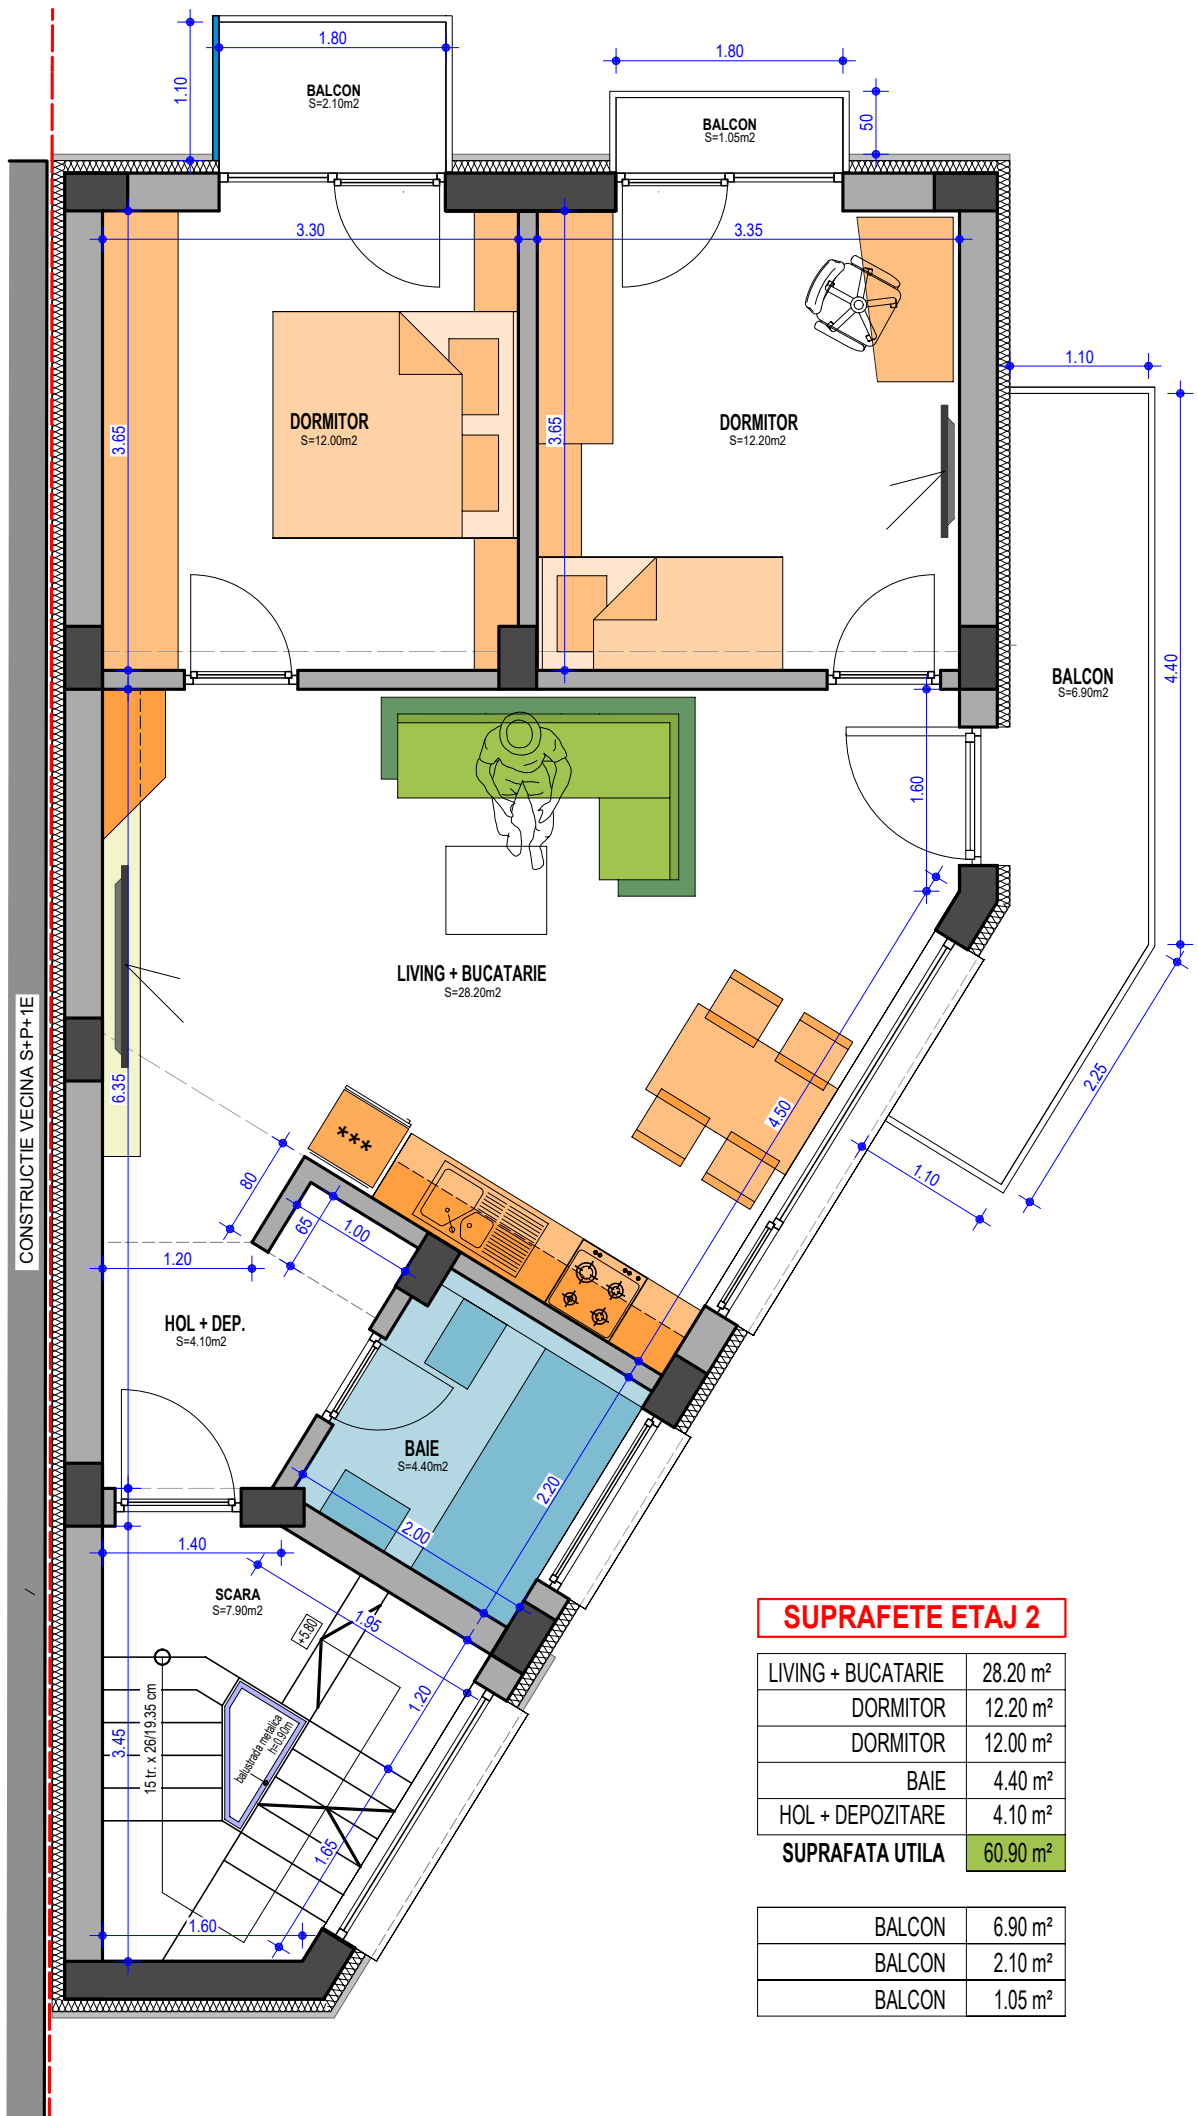 1.80
1.10
BALCON
S=2.10m2
1.80
BALCON
S=1.05m2
50
3.30
3.35
1.10
3.65
DORMITOR
S=12.00m2
3.65
DORMITOR
S=12.20m2
4.40
BALCON
S=6.90m2
1.60
LIVING + BUCATARIE
S=28.20m2
CONSTRUCTIE VECINA S+P+1E
6.35
4.50
2.25
1.10
***
80
65
1.00
1.20
HOL + DEP.
S=4.10m2
BAIE
S=4.40m2
2.20
2.00
1.40
SCARA
S=7.90m2
1.95
+5.80
1.20
15 tr. x 26/19.35 cm
balustrada metalica
h=0.90m
3.45
1.65
1.60
SUPRAFETE ETAJ 2
LIVING + BUCATARIE 28.20 m²
DORMITOR 12.20 m²
DORMITOR 12.00 m²
BAIE 4.40 m²
HOL + DEPOZITARE 4.10 m²
SUPRAFATA UTILA 60.90 m²
BALCON 6.90 m²
BALCON 2.10 m²
BALCON 1.05 m²